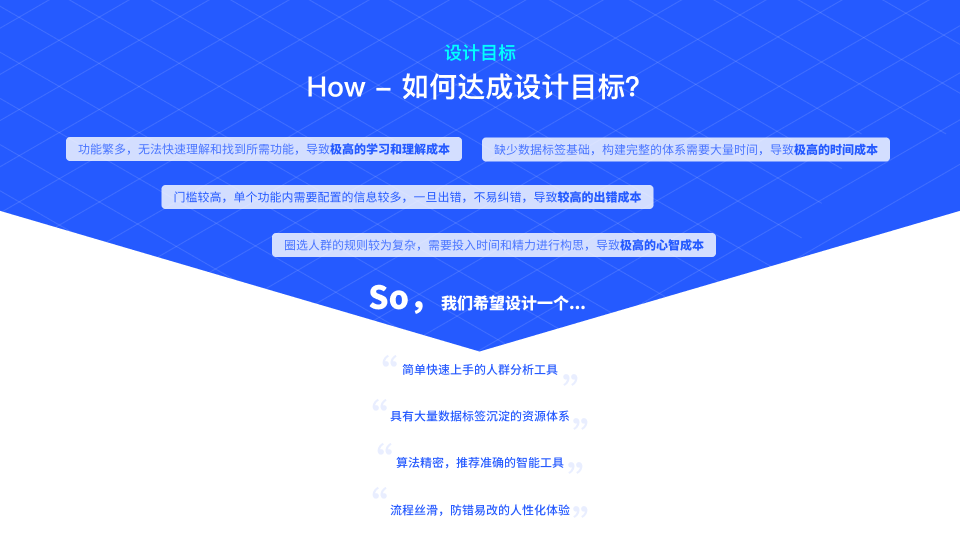 设计目标
How – 如何达成设计目标?
功能繁多，无法快速理解和找到所需功能，导致极高的学习和理解成本
缺少数据标签基础，构建完整的体系需要大量时间，导致极高的时间成本
门槛较高，单个功能内需要配置的信息较多，一旦出错，不易纠错，导致较高的出错成本
圈选人群的规则较为复杂，需要投入时间和精力进行构思，导致极高的心智成本
So，我们希望设计一个...
“简单快速上手的人群分析工具”
“具有大量数据标签沉淀的资源体系”
“算法精密，推荐准确的智能工具”
“流程丝滑，防错易改的人性化体验”